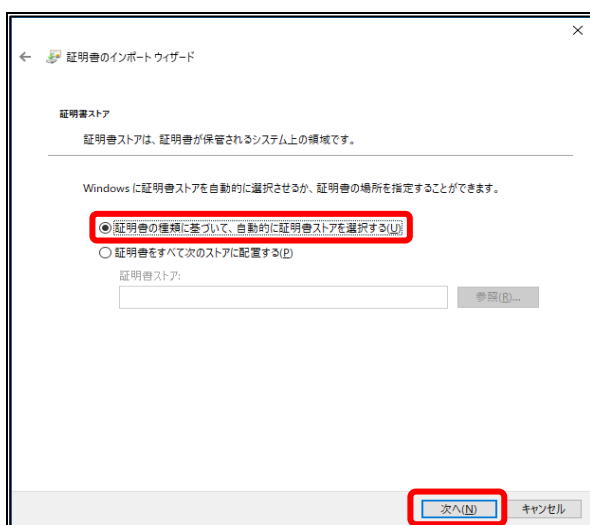 証明書のインポート ウィザード
証明書ストア
証明書ストアは、証明書が保管されるシステム上の領域です。
Windows に証明書ストアを自動的に選択させるか、証明書の場所を指定することができます。
証明書の種類に基づいて、自動的に証明書ストアを選択する(U)
証明書をすべて次のストアに配置する(P)
証明書ストア:
参照(R)...
次へ(N) キャンセル